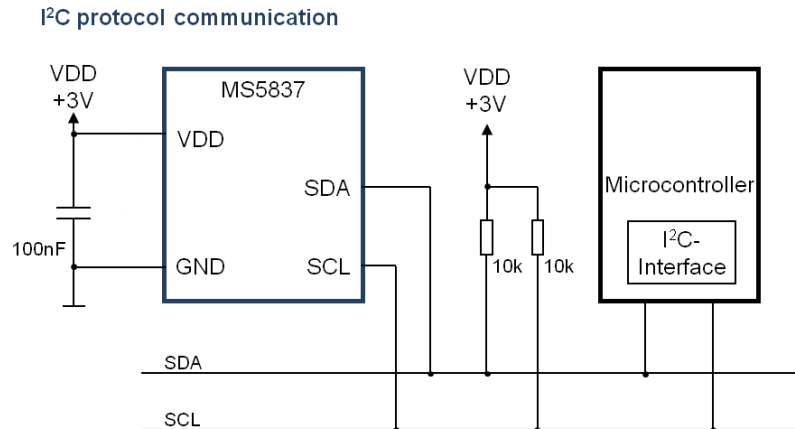 I²C protocol communication
VDD
+3V
MS5837
VDD
SDA
GND
SCL
100nF
VDD
+3V
10k
10k
Microcontroller
I²C-
Interface
SDA
SCL